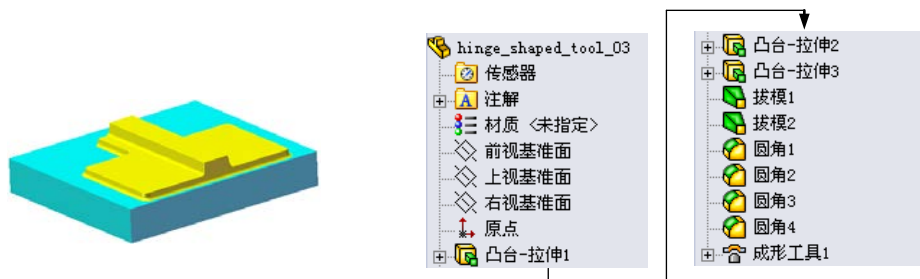 hinge_shaped_tool_03
传感器
注解
材质 <未指定>
前视基准面
上视基准面
右视基准面
原点
凸台-拉伸1
凸台-拉伸2
凸台-拉伸3
拔模1
拔模2
圆角1
圆角2
圆角3
圆角4
成形工具1